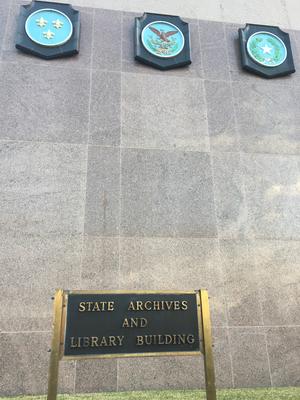 STATE ARCHIVES
AND
LIBRARY BUILDING